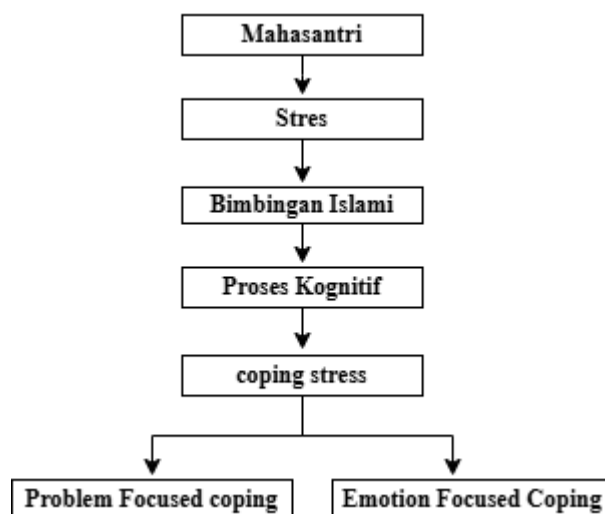 Mahasantri
Stres
Bimbingan Islami
Proses Kognitif
coping stress
Problem Focused coping
Emotion Focused Coping